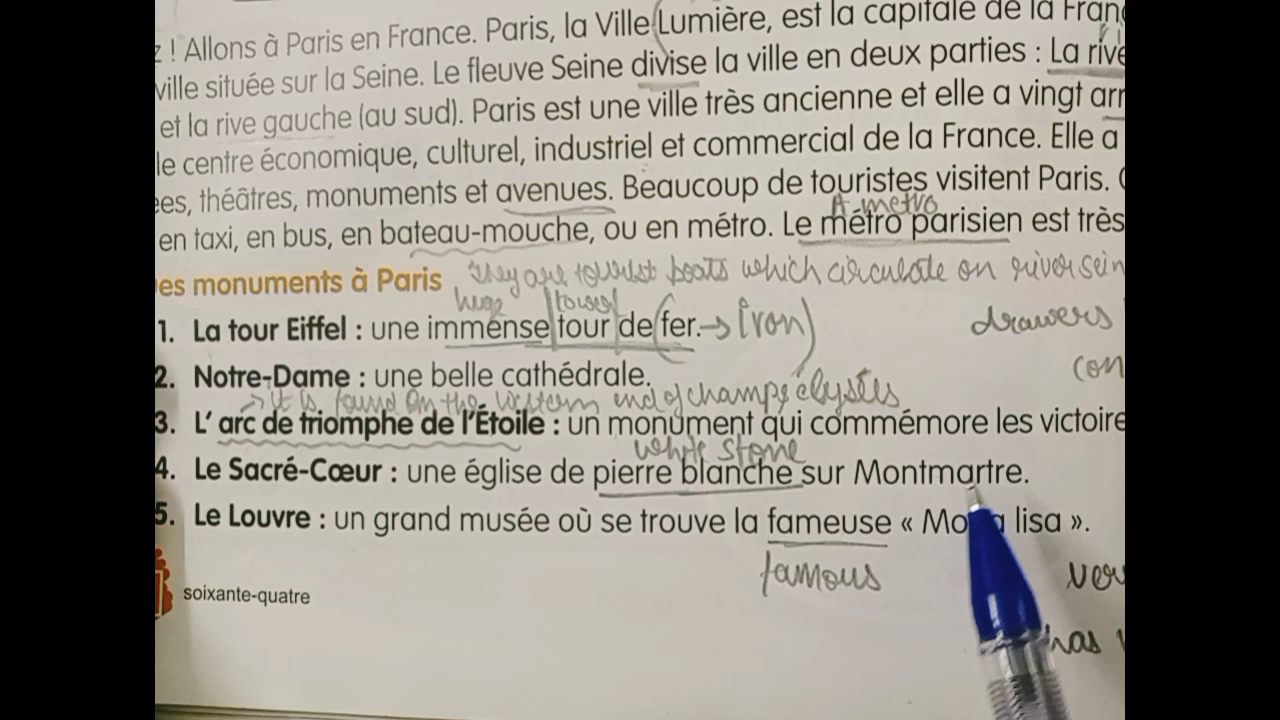 z ! Allons à Paris en France. Paris, la Ville Lumière, est la capitale de la Fran
ville située sur la Seine. Le fleuve Seine divise la ville en deux parties : La rive
et la rive gauche (au sud). Paris est une ville très ancienne et elle a vingt arr
le centre économique, culturel, industriel et commercial de la France. Elle a
ées, théâtres, monuments et avenues. Beaucoup de touristes visitent Paris.
A metro
en taxi, en bus, en bateau-mouche, ou en métro. Le métro parisien est très
es monuments à Paris they are tourist boats which circulate on river sein
huge tower
1. La tour Eiffel : une immense tour de fer. → iron
drawers
2. Notre-Dame : une belle cathédrale.
con
→ it is found on the western end of champs élysées
3. L' arc de triomphe de l'Étoile : un monument qui commémore les victoire
white stone
4. Le Sacré-Cœur : une église de pierre blanche sur Montmartre.
5. Le Louvre : un grand musée où se trouve la fameuse « Mo a lisa ».
famous
ver
soixante-quatre
has